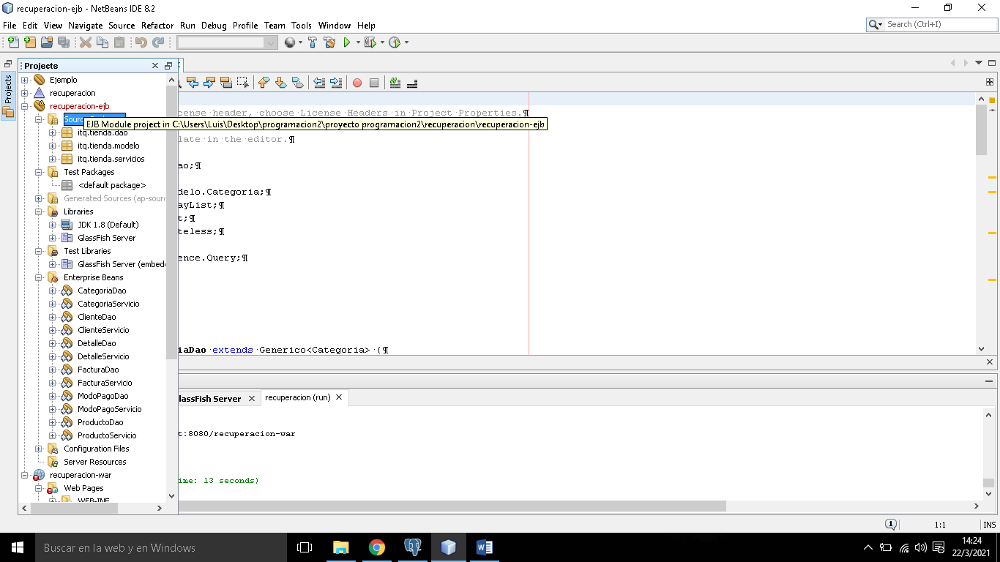 recuperacion-ejb - NetBeans IDE 8.2
File Edit View Navigate Source Refactor Run Debug Profile Team Tools Window Help
Search (Ctrl+I)
Projects
Projects
Ejemplo
recuperacion
recuperacion-ejb
Sourc
EJB Module project in C:\Users\Luis\Desktop\programacion2\proyecto programacion2\recuperacion\recuperacion-ejb
itq.tienda.dao
itq.tienda.modelo
itq.tienda.servicios
Test Packages
<default package>
Generated Sources (ap-sour
Libraries
JDK 1.8 (Default)
GlassFish Server
Test Libraries
GlassFish Server (embed
Enterprise Beans
CategoriaDao
CategoriaServicio
ClienteDao
ClienteServicio
DetalleDao
DetalleServicio
FacturaDao
FacturaServicio
ModoPagoDao
ModoPagoServicio
ProductoDao
ProductoServicio
Configuration Files
Server Resources
recuperacion-war
Web Pages
WEB-INF
cense·header,·choose·License·Headers·in·Project·Properties.¶
late·in·the·editor.¶
ao;¶
delo.Categoria;¶
ayList;¶
t;¶
teless;¶
ence.Query;¶
iaDao·extends·Generico<Categoria>·{¶
lassFish Server
recuperacion (run)
t:8080/recuperacion-war
ime: 13 seconds)
1
1:1
INS
Buscar en la web y en Windows
14:24
22/3/2021